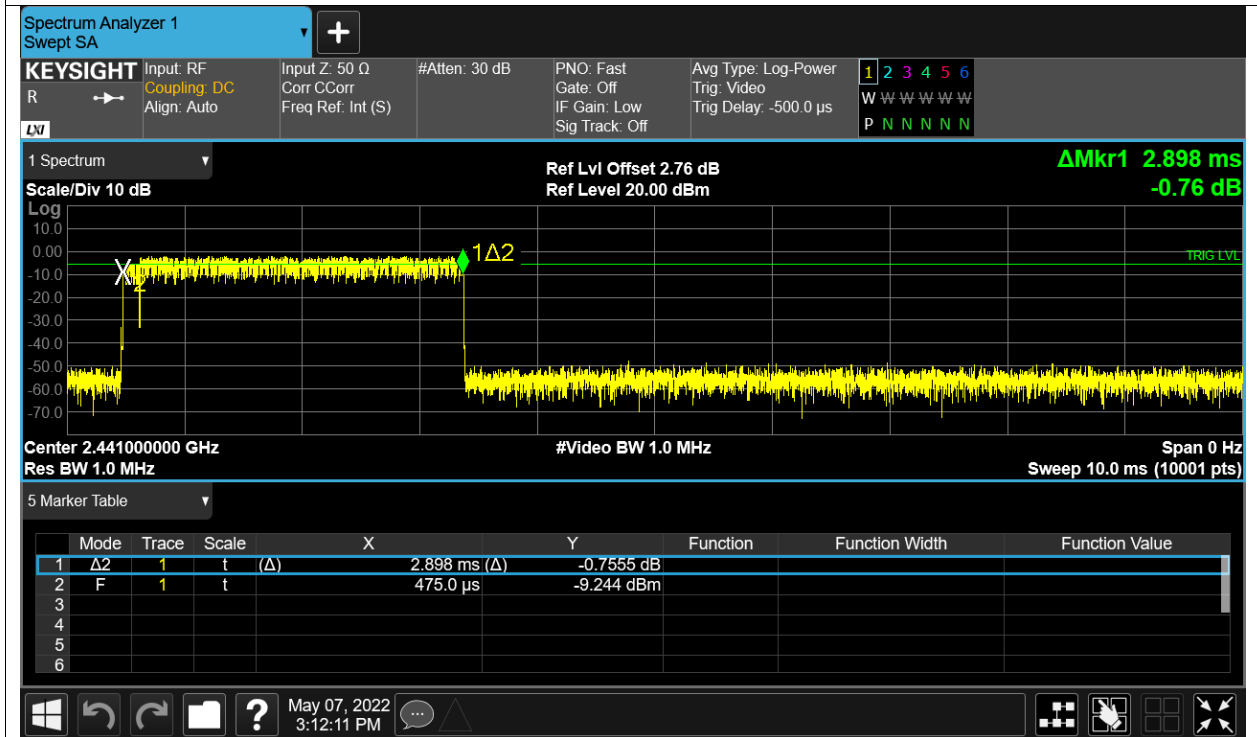 Spectrum Analyzer 1
Swept SA
+
KEYSIGHT Input: RF Input Z: 50 Ω #Atten: 30 dB PNO: Fast Avg Type: Log-Power 1 2 3 4 5 6
R Coupling: DC Corr CCorr Gate: Off Trig: Video W W W W W W
Align: Auto Freq Ref: Int (S) IF Gain: Low Trig Delay: -500.0 µs P N N N N N
LXI Sig Track: Off
1 Spectrum Ref Lvl Offset 2.76 dB ΔMkr1 2.898 ms
Scale/Div 10 dB Ref Level 20.00 dBm -0.76 dB
Log
10.0
0.00 1Δ2 TRIG LVL
-10.0 X 2
-20.0
-30.0
-40.0
-50.0
-60.0
-70.0
Center 2.441000000 GHz #Video BW 1.0 MHz Span 0 Hz
Res BW 1.0 MHz Sweep 10.0 ms (10001 pts)
5 Marker Table
Mode Trace Scale X Y Function Function Width Function Value
1 Δ2 1 t (Δ) 2.898 ms (Δ) -0.7555 dB
2 F 1 t 475.0 µs -9.244 dBm
3
4
5
6
? May 07, 2022
3:12:11 PM